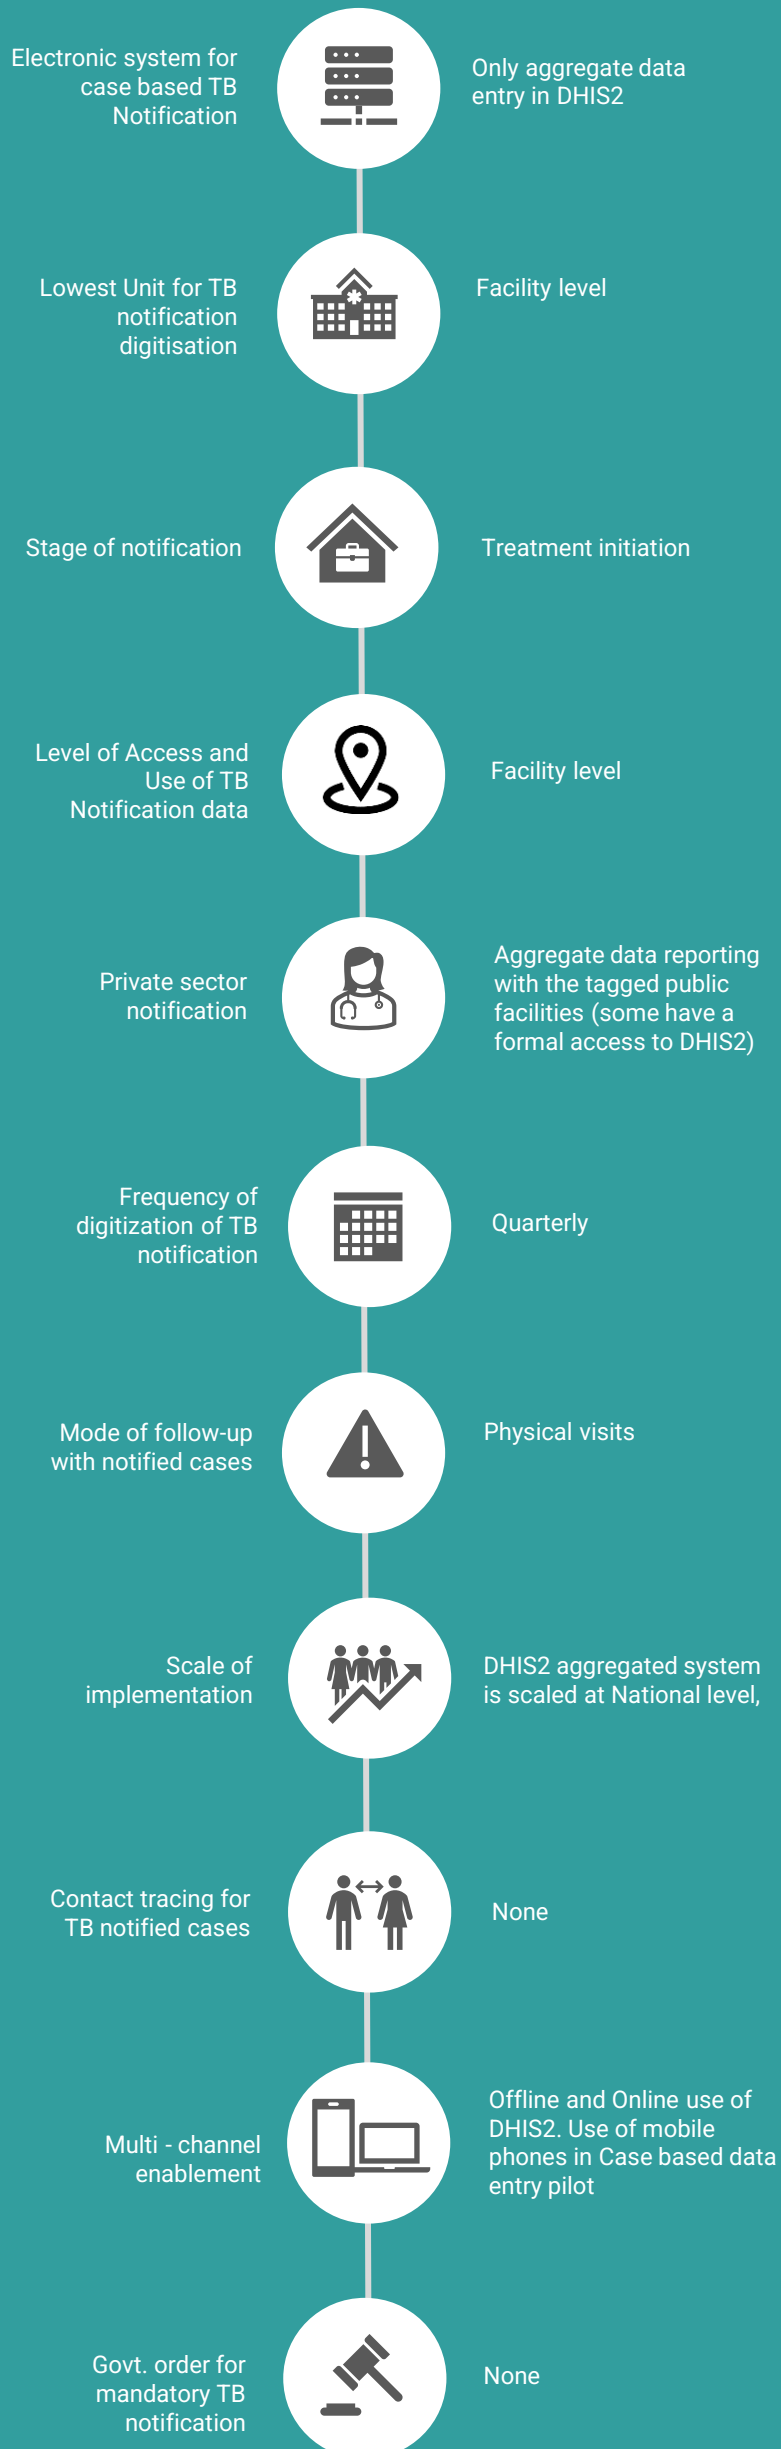 Electronic system for
case based TB
Notification
Only aggregate data
entry in DHIS2
Lowest Unit for TB
notification
digitisation
Facility level
Stage of notification
Treatment initiation
Level of Access and
Use of TB
Notification data
Facility level
Private sector
notification
Aggregate data reporting
with the tagged public
facilities (some have a
formal access to DHIS2)
Frequency of
digitization of TB
notification
Quarterly
Mode of follow-up
with notified cases
Physical visits
Scale of
implementation
DHIS2 aggregated system
is scaled at National level,
Contact tracing for
TB notified cases
None
Multi - channel
enablement
Offline and Online use of
DHIS2. Use of mobile
phones in Case based data
entry pilot
Govt. order for
mandatory TB
notification
None